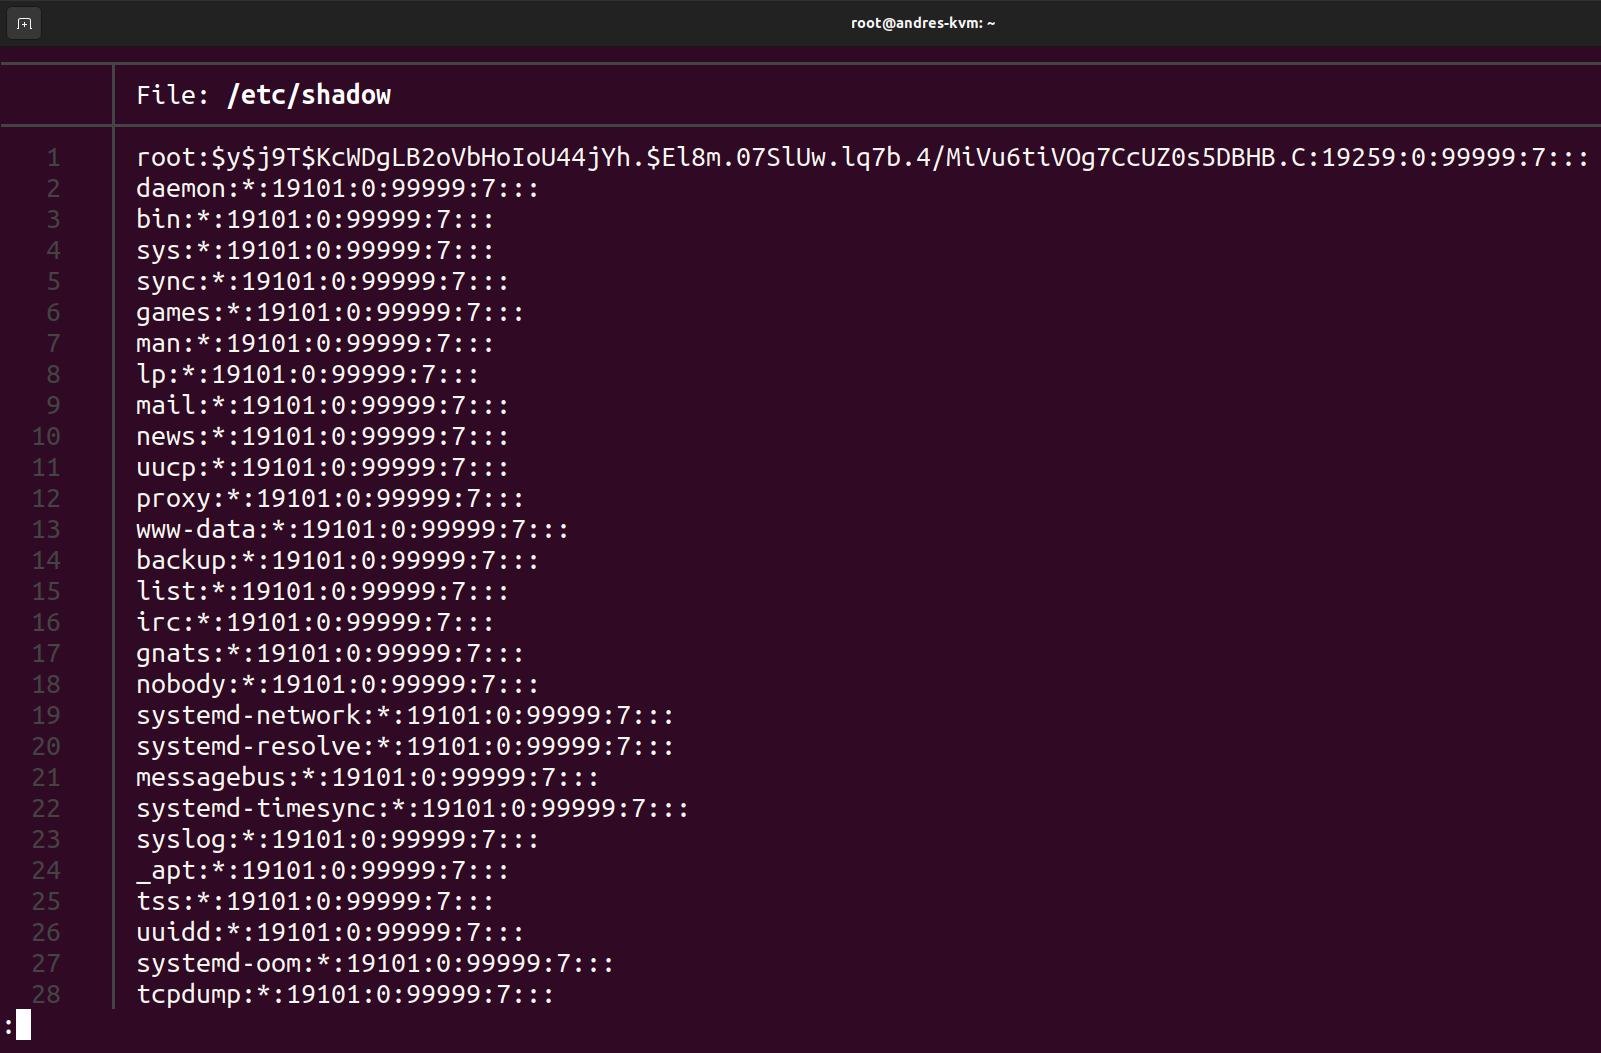 root@andres-kvm: ~
File: /etc/shadow
1 root:$y$j9T$KcWDgLB2oVbHoIoU44jYh.$El8m.07SlUw.lq7b.4/MiVu6tiVOg7CcUZ0s5DBHB.C:19259:0:99999:7:::
2 daemon:*:19101:0:99999:7:::
3 bin:*:19101:0:99999:7:::
4 sys:*:19101:0:99999:7:::
5 sync:*:19101:0:99999:7:::
6 games:*:19101:0:99999:7:::
7 man:*:19101:0:99999:7:::
8 lp:*:19101:0:99999:7:::
9 mail:*:19101:0:99999:7:::
10 news:*:19101:0:99999:7:::
11 uucp:*:19101:0:99999:7:::
12 proxy:*:19101:0:99999:7:::
13 www-data:*:19101:0:99999:7:::
14 backup:*:19101:0:99999:7:::
15 list:*:19101:0:99999:7:::
16 irc:*:19101:0:99999:7:::
17 gnats:*:19101:0:99999:7:::
18 nobody:*:19101:0:99999:7:::
19 systemd-network:*:19101:0:99999:7:::
20 systemd-resolve:*:19101:0:99999:7:::
21 messagebus:*:19101:0:99999:7:::
22 systemd-timesync:*:19101:0:99999:7:::
23 syslog:*:19101:0:99999:7:::
24 _apt:*:19101:0:99999:7:::
25 tss:*:19101:0:99999:7:::
26 uuidd:*:19101:0:99999:7:::
27 systemd-oom:*:19101:0:99999:7:::
28 tcpdump:*:19101:0:99999:7:::
: